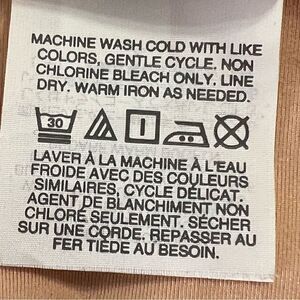 MACHINE WASH COLD WITH LIKE
COLORS, GENTLE CYCLE. NON
CHLORINE BLEACH ONLY. LINE
DRY. WARM IRON AS NEEDED.
30
LAVER À LA MACHINE À L'EAU
FROIDE AVEC DES COULEURS
SIMILAIRES, CYCLE DÉLICAT.
AGENT DE BLANCHIMENT NON
CHLORÉ SEULEMENT. SÉCHER
SUR UNE CORDE. REPASSER AU
FER TIÈDE AU BESOIN.